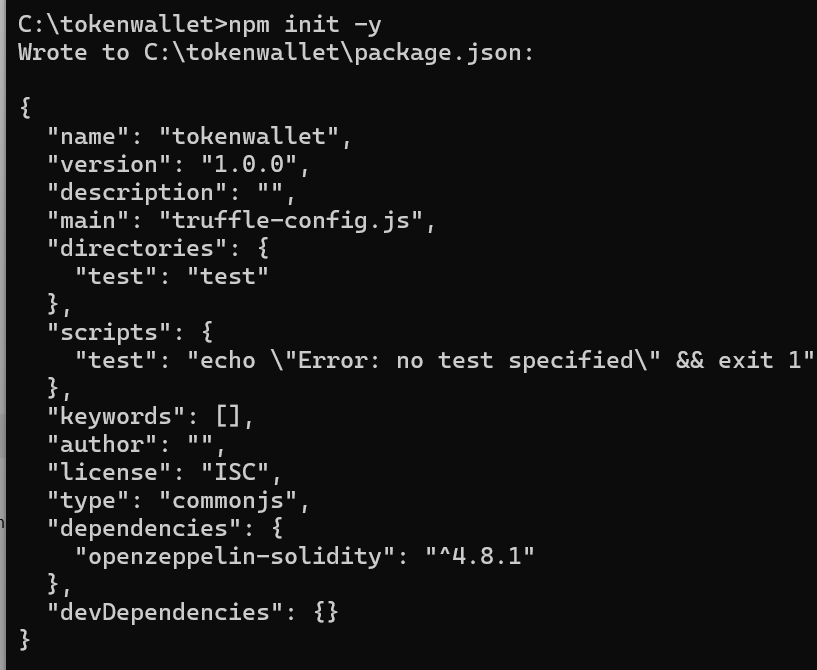 C:\tokenwallet>npm init -y
Wrote to C:\tokenwallet\package.json:
{
  "name": "tokenwallet",
  "version": "1.0.0",
  "description": "",
  "main": "truffle-config.js",
  "directories": {
    "test": "test"
  },
  "scripts": {
    "test": "echo \"Error: no test specified\" && exit 1"
  },
  "keywords": [],
  "author": "",
  "license": "ISC",
  "type": "commonjs",
  "dependencies": {
    "openzeppelin-solidity": "^4.8.1"
  },
  "devDependencies": {}
}